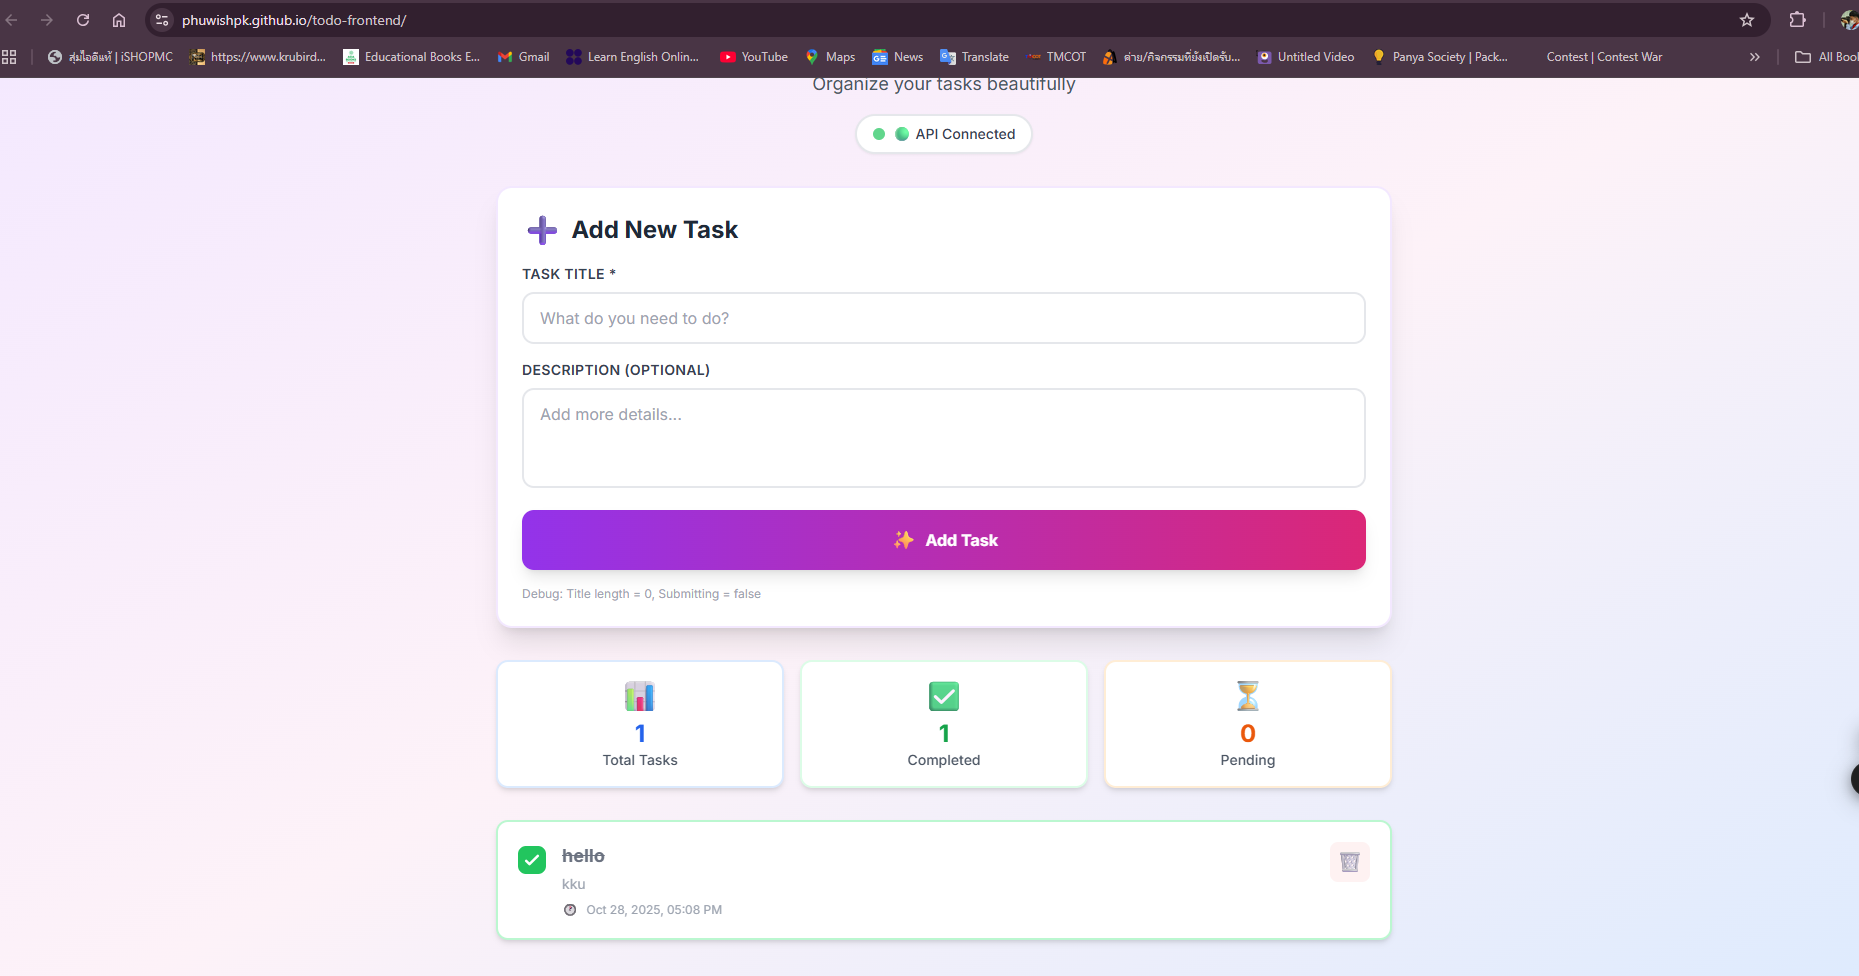 phuwishpk.github.io/todo-frontend/
สุ่มไอดีแท้ | iSHOPMC
https://www.krubird...
Educational Books E...
Gmail
Learn English Onlin...
YouTube
Maps
News
Translate
TMCOT
ค่าย/กิจกรรมที่ยังเปิดรับ...
Untitled Video
Panya Society | Pack...
Contest | Contest War
All Bool
Organize your tasks beautifully
API Connected
Add New Task
TASK TITLE *
What do you need to do?
DESCRIPTION (OPTIONAL)
Add more details...
Add Task
Debug: Title length = 0, Submitting = false
1
Total Tasks
1
Completed
0
Pending
hello
kku
Oct 28, 2025, 05:08 PM